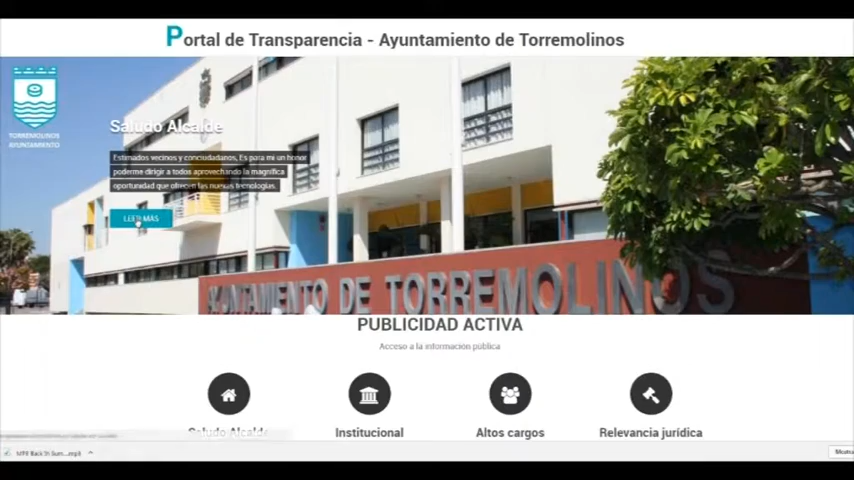 Portal de Transparencia - Ayuntamiento de Torremolinos
TORREMOLINOS
AYUNTAMIENTO
Saludo Alcalde
Estimados vecinos y conciudadanos, Es para mi un honor
poderme dirigir a todos aprovechando la magnífica
oportunidad que ofrecen las nuevas tecnologías.
LEER MÁS
AYUNTAMIENTO DE TORREMOLINOS
PUBLICIDAD ACTIVA
Acceso a la información pública
Saludo Alcalde
Institucional
Altos cargos
Relevancia jurídica